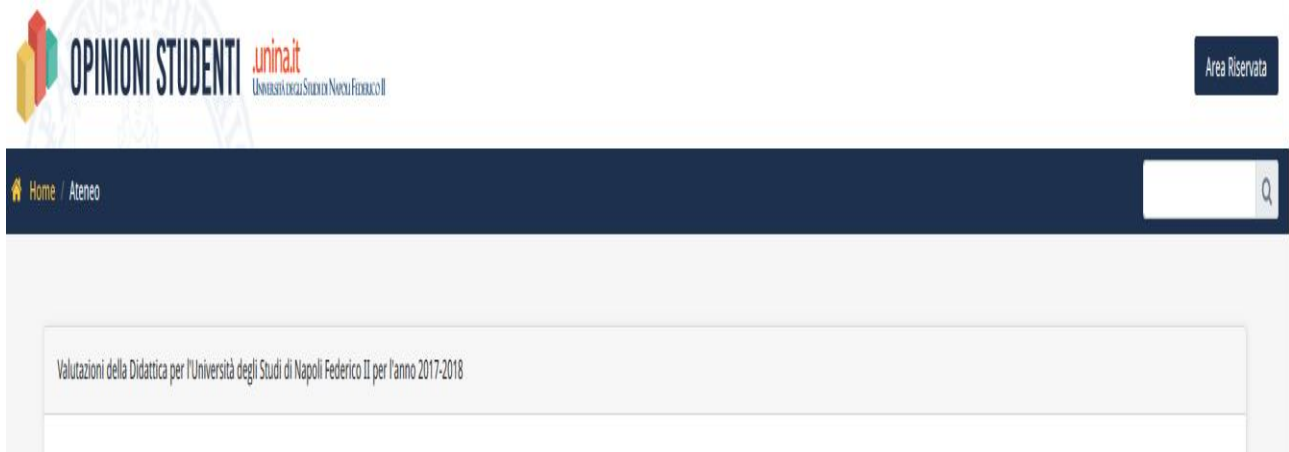 OPINIONI STUDENTI .unina.it
UNIVERSITÀ DEGLI STUDI DI NAPOLI FEDERICO II
Area Riservata
Home / Ateneo
Valutazioni della Didattica per l'Università degli Studi di Napoli Federico II per l'anno 2017-2018